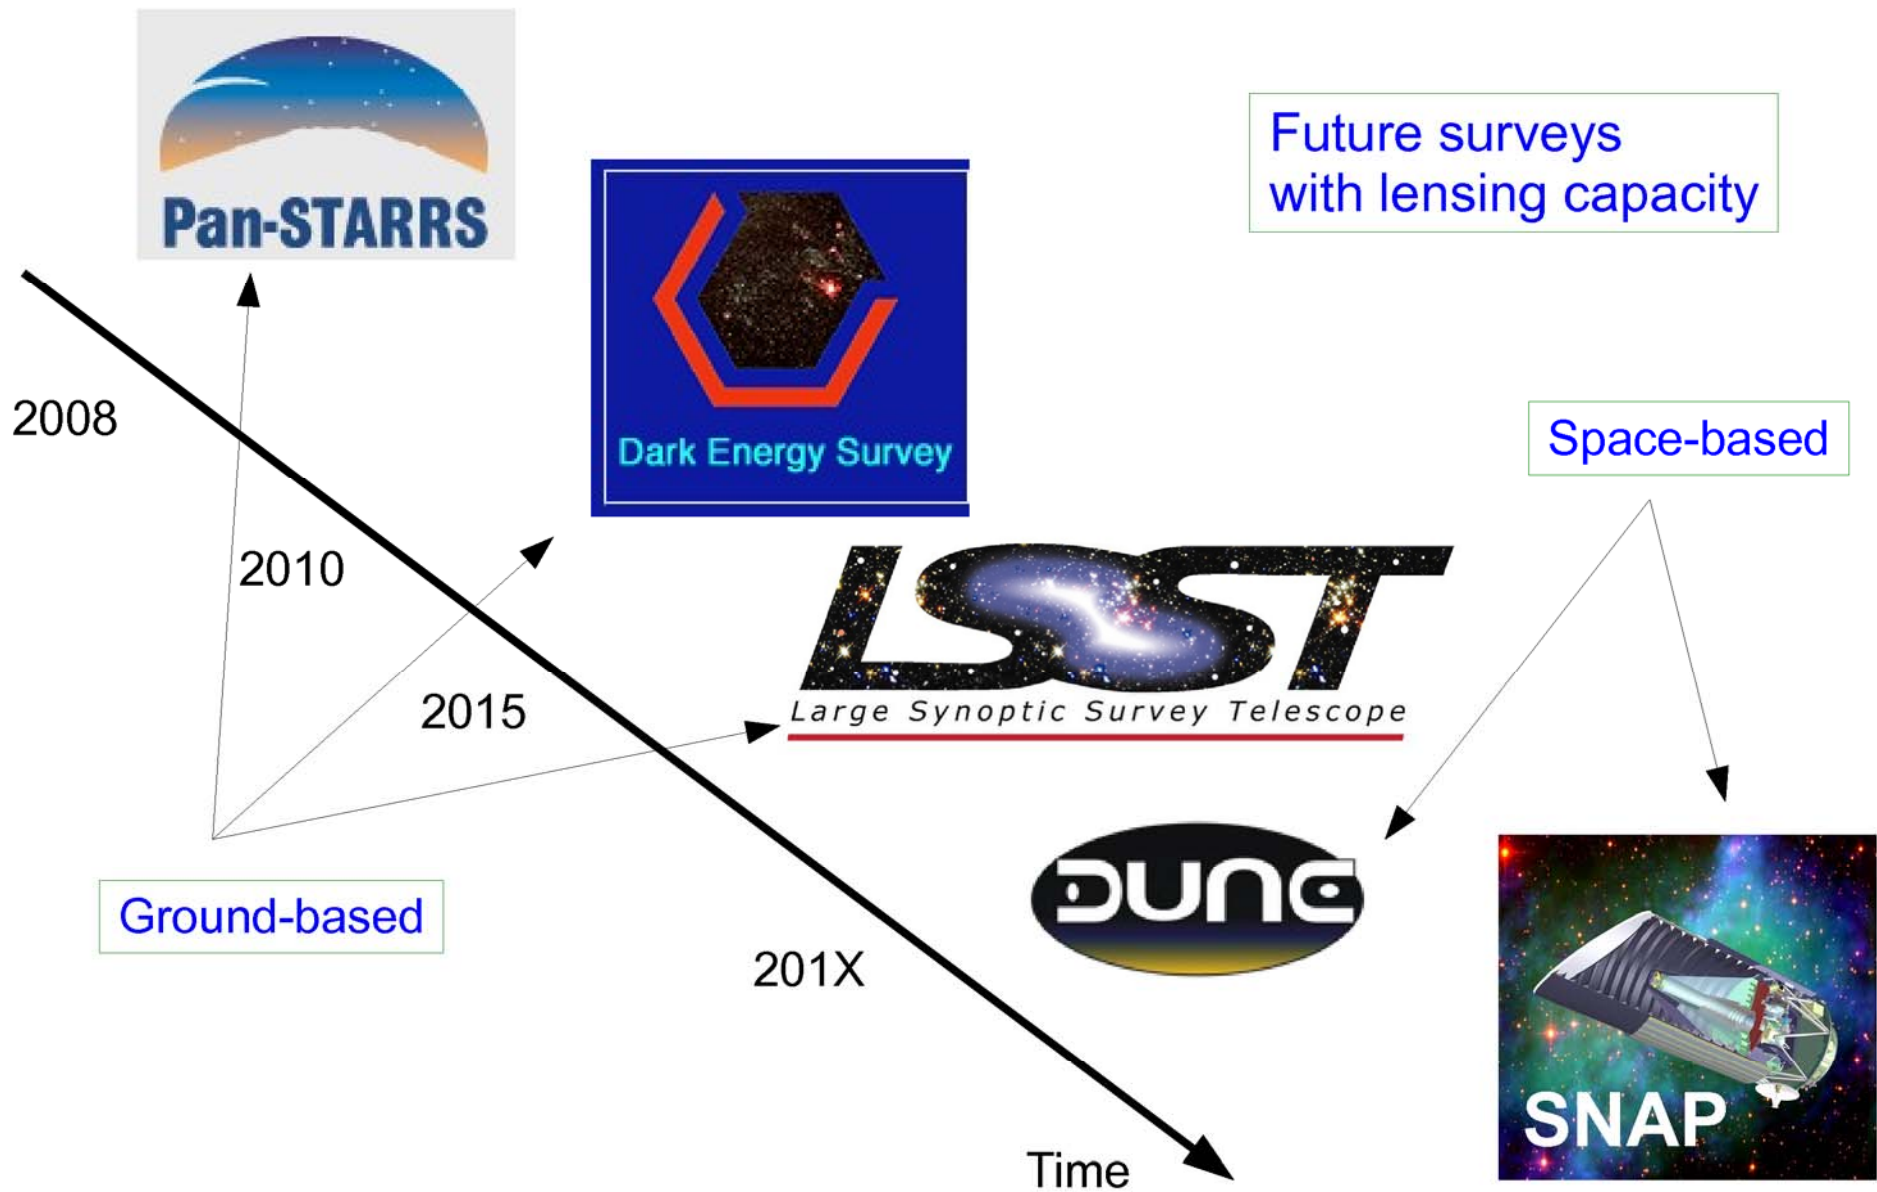 Pan-STARRS
Future surveys
with lensing capacity
Dark Energy Survey
2008
Space-based
2010
LSST
Large Synoptic Survey Telescope
2015
DUNE
Ground-based
201X
SNAP
Time